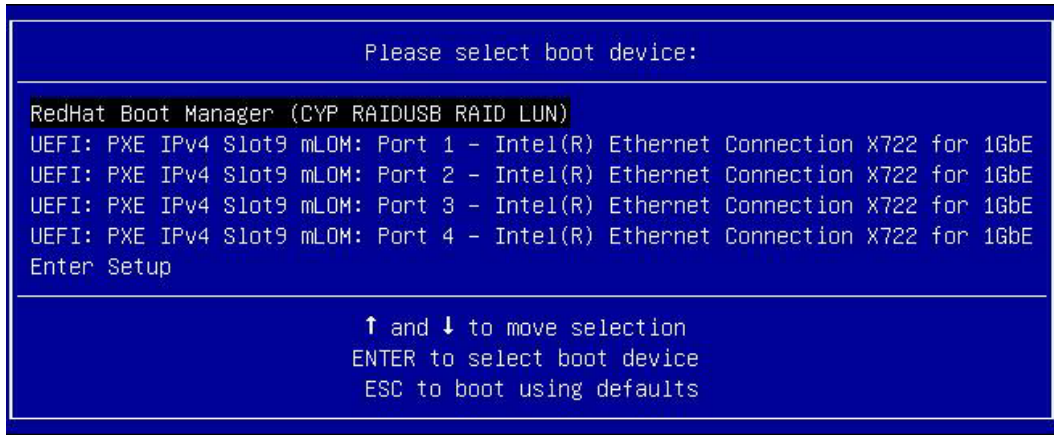 Please select boot device:
RedHat Boot Manager (CYP RAIDUSB RAID LUN)
UEFI: PXE IPv4 Slot9 mLOM: Port 1 – Intel(R) Ethernet Connection X722 for 1GbE
UEFI: PXE IPv4 Slot9 mLOM: Port 2 – Intel(R) Ethernet Connection X722 for 1GbE
UEFI: PXE IPv4 Slot9 mLOM: Port 3 – Intel(R) Ethernet Connection X722 for 1GbE
UEFI: PXE IPv4 Slot9 mLOM: Port 4 – Intel(R) Ethernet Connection X722 for 1GbE
Enter Setup
↑ and ↓ to move selection
ENTER to select boot device
ESC to boot using defaults